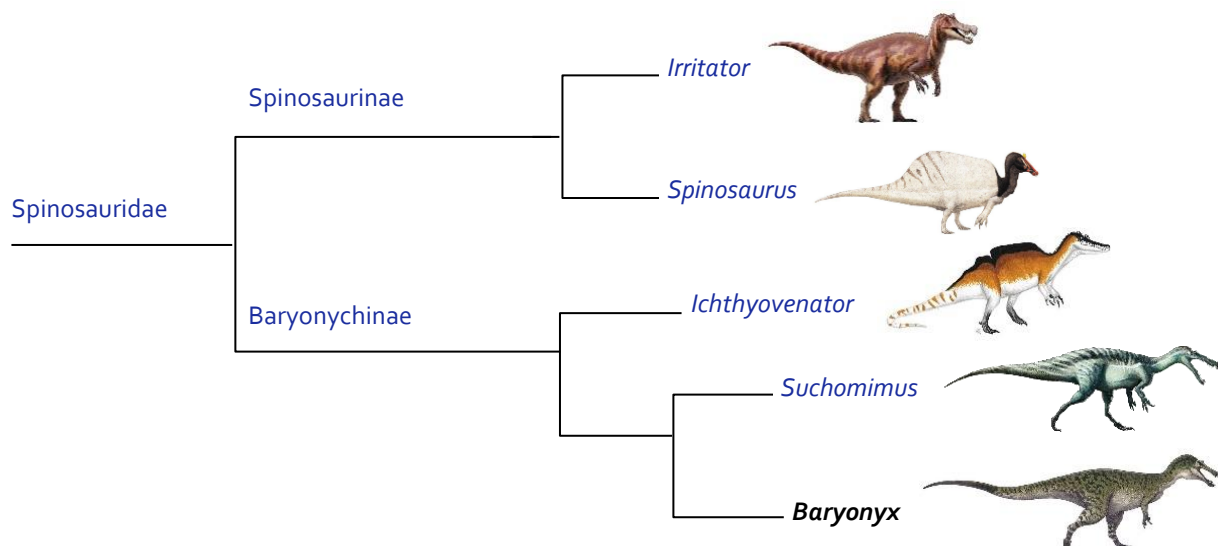 Irritator
Spinosaurinae
Spinosaurus
Spinosauridae
Ichthyovenator
Baryonychinae
Suchomimus
Baryonyx